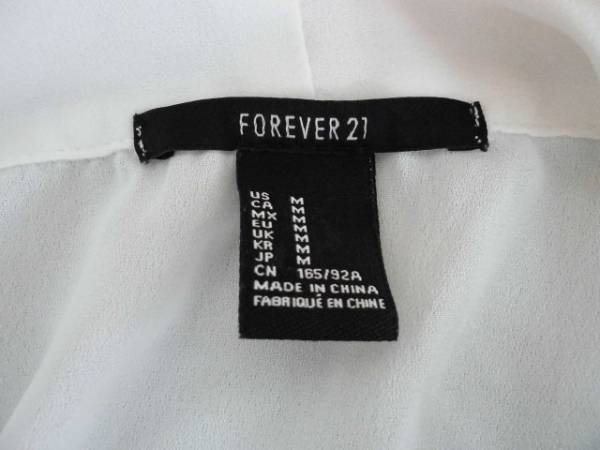 FOREVER 21
US M
CA M
MX M
EU M
UK M
KR M
JP M
CN 165/92A
MADE IN CHINA
FABRIQUÉ EN CHINE